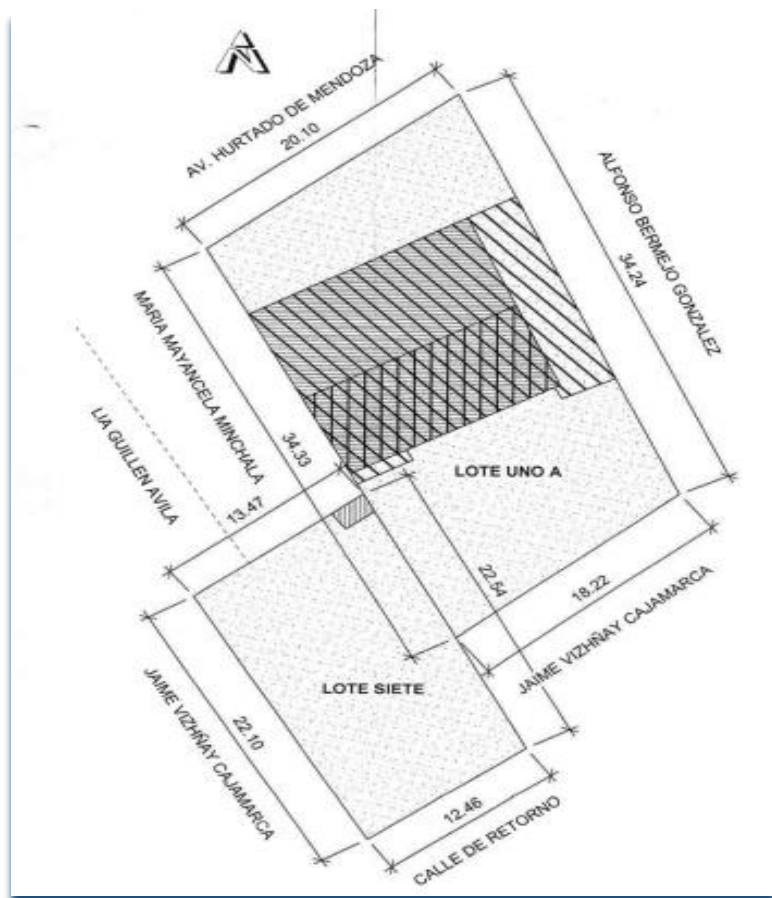 N
AV. HURTADO DE MENDOZA
20.10
ALFONSO BERMEJO GONZALEZ
34.24
MARIA MAYANCELA MINCHALA
34.33
LIA GUILLEN AVILA
13.47
LOTE UNO A
22.54
18.22
JAIME VIZHÑAY CAJAMARCA
LOTE SIETE
JAIME VIZHÑAY CAJAMARCA
22.10
12.46
CALLE DE RETORNO